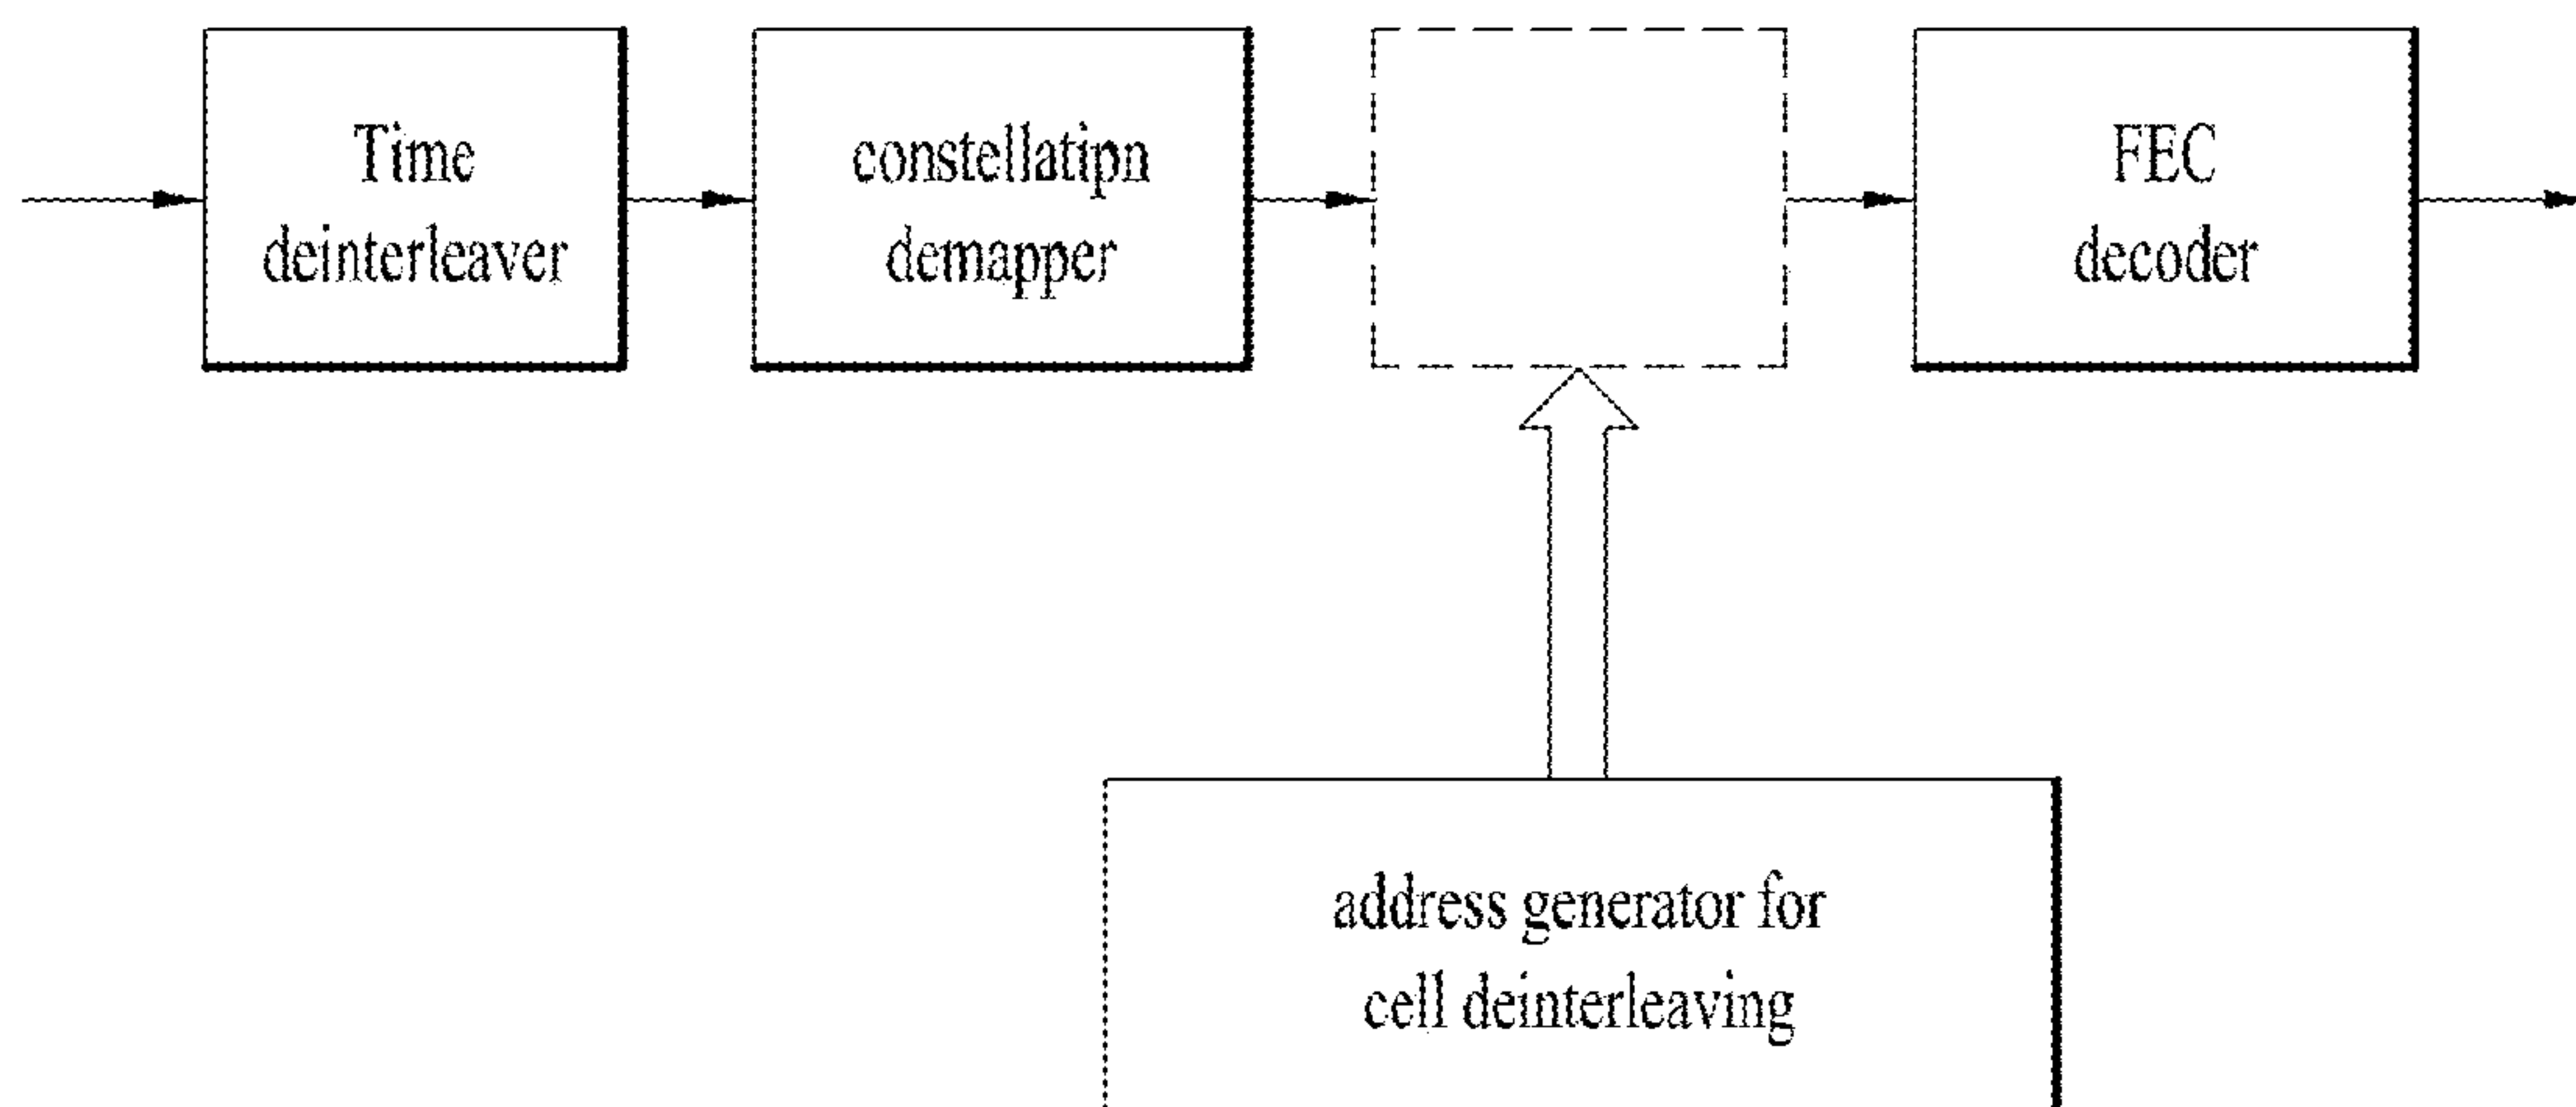 Time
deinterleaver
constellatipn
demapper
FEC
decoder
address generator for
cell deinterleaving